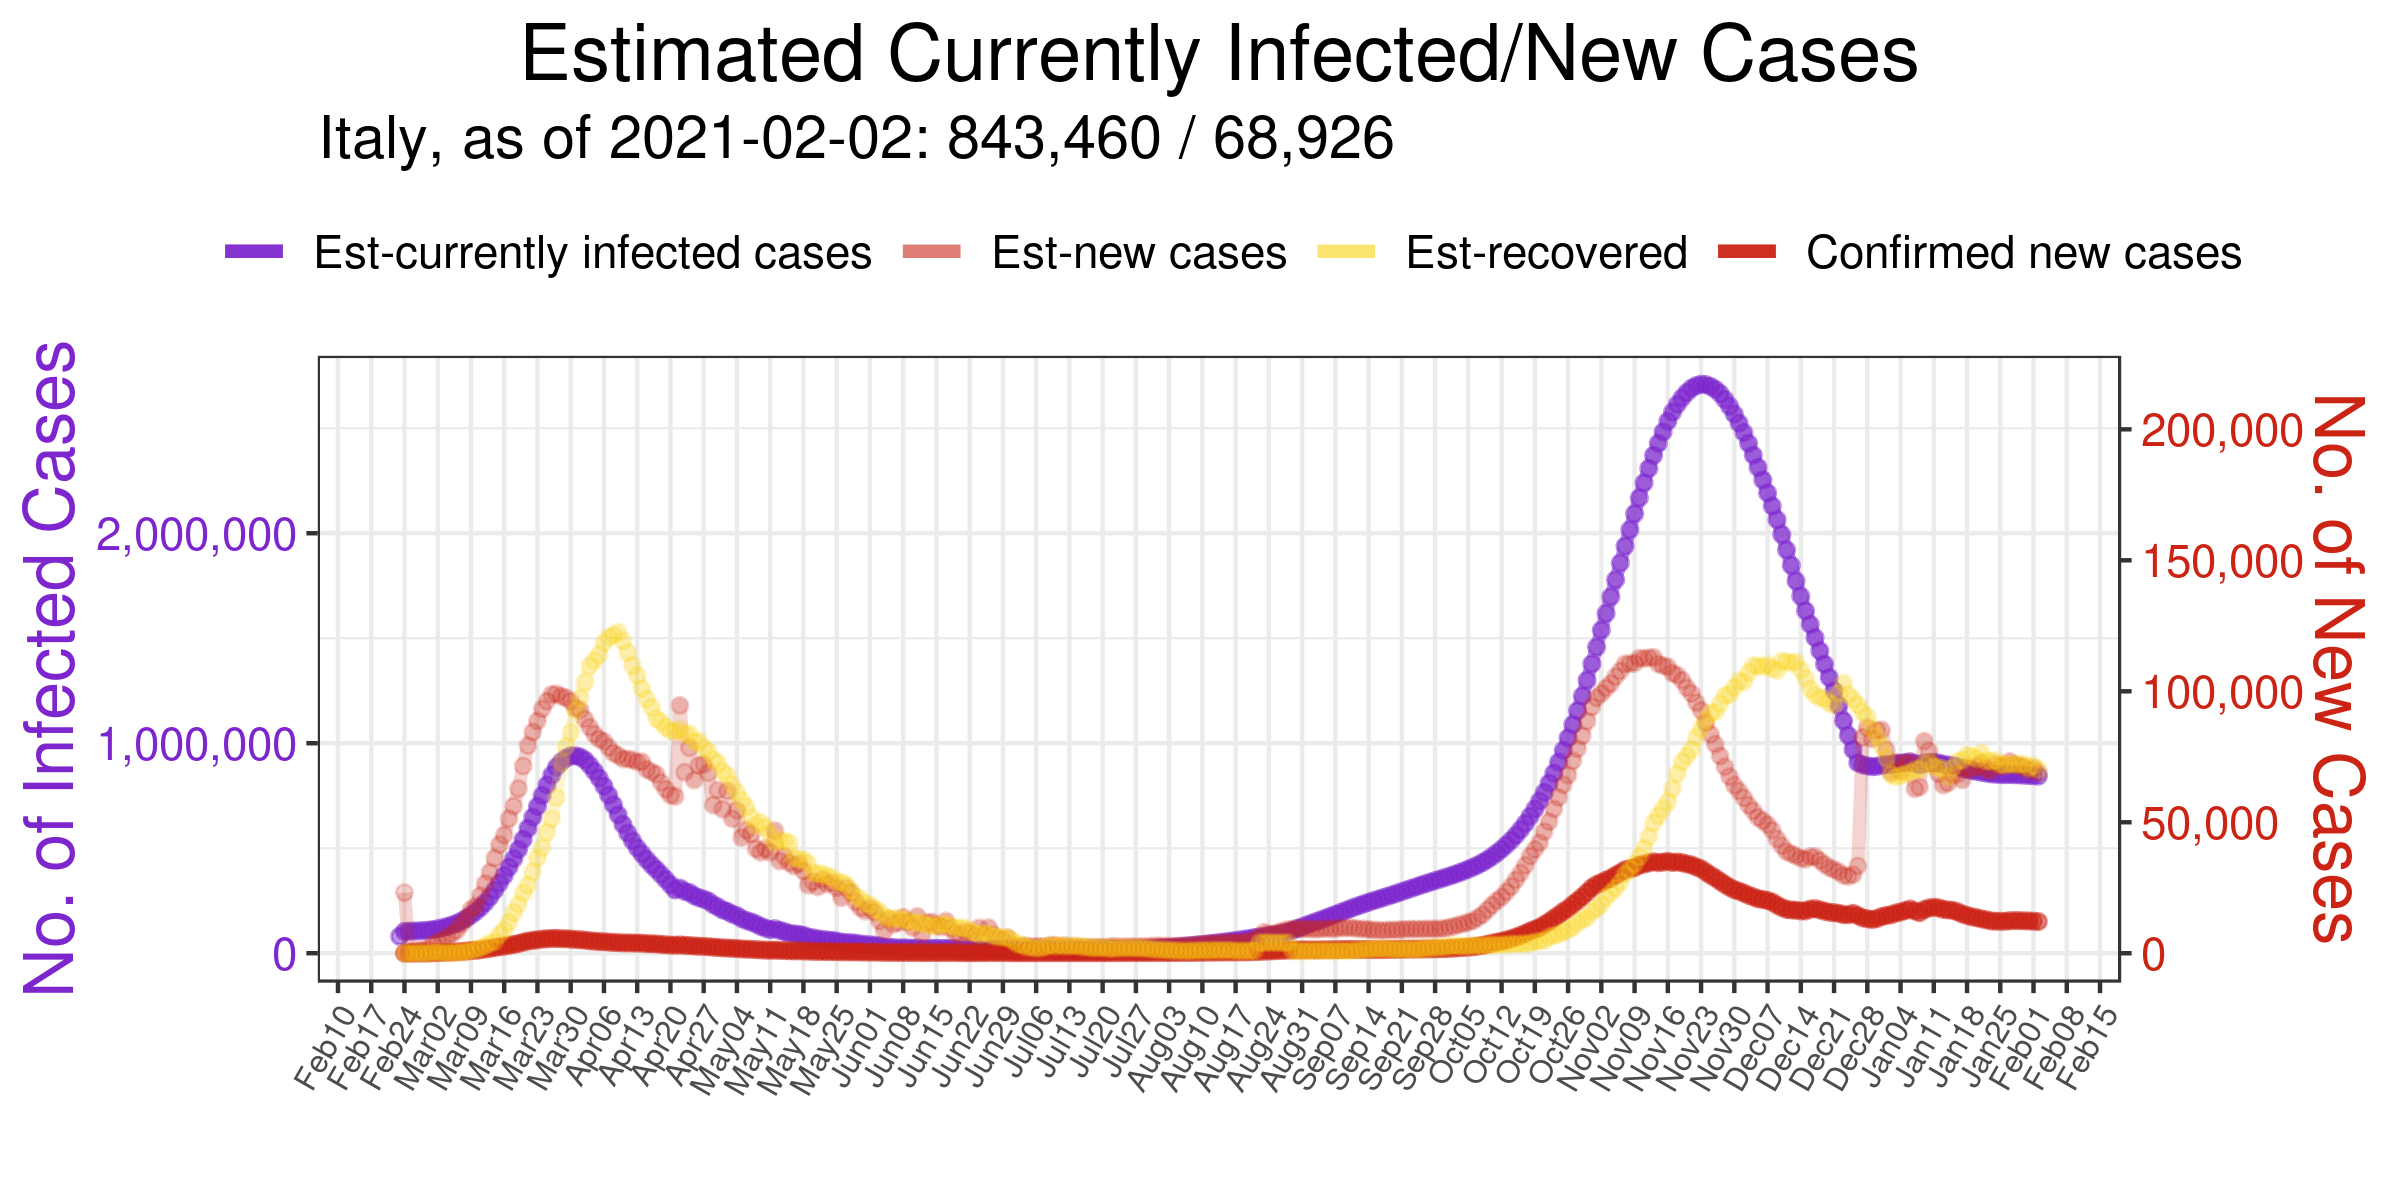 Estimated Currently Infected/New Cases
Italy, as of 2021-02-02: 843,460 / 68,926
Est-currently infected cases Est-new cases Est-recovered Confirmed new cases
No. of Infected Cases
2,000,000
1,000,000
0
200,000
150,000
100,000
50,000
0
No. of New Cases
Feb10 Feb17 Feb24 Mar02 Mar09 Mar16 Mar23 Mar30 Apr06 Apr13 Apr20 Apr27 May04 May11 May18 May25 Jun01 Jun08 Jun15 Jun22 Jun29 Jul06 Jul13 Jul20 Jul27 Aug03 Aug10 Aug17 Aug24 Aug31 Sep07 Sep14 Sep21 Sep28 Oct05 Oct12 Oct19 Oct26 Nov02 Nov09 Nov16 Nov23 Nov30 Dec07 Dec14 Dec21 Dec28 Jan04 Jan11 Jan18 Jan25 Feb01 Feb08 Feb15